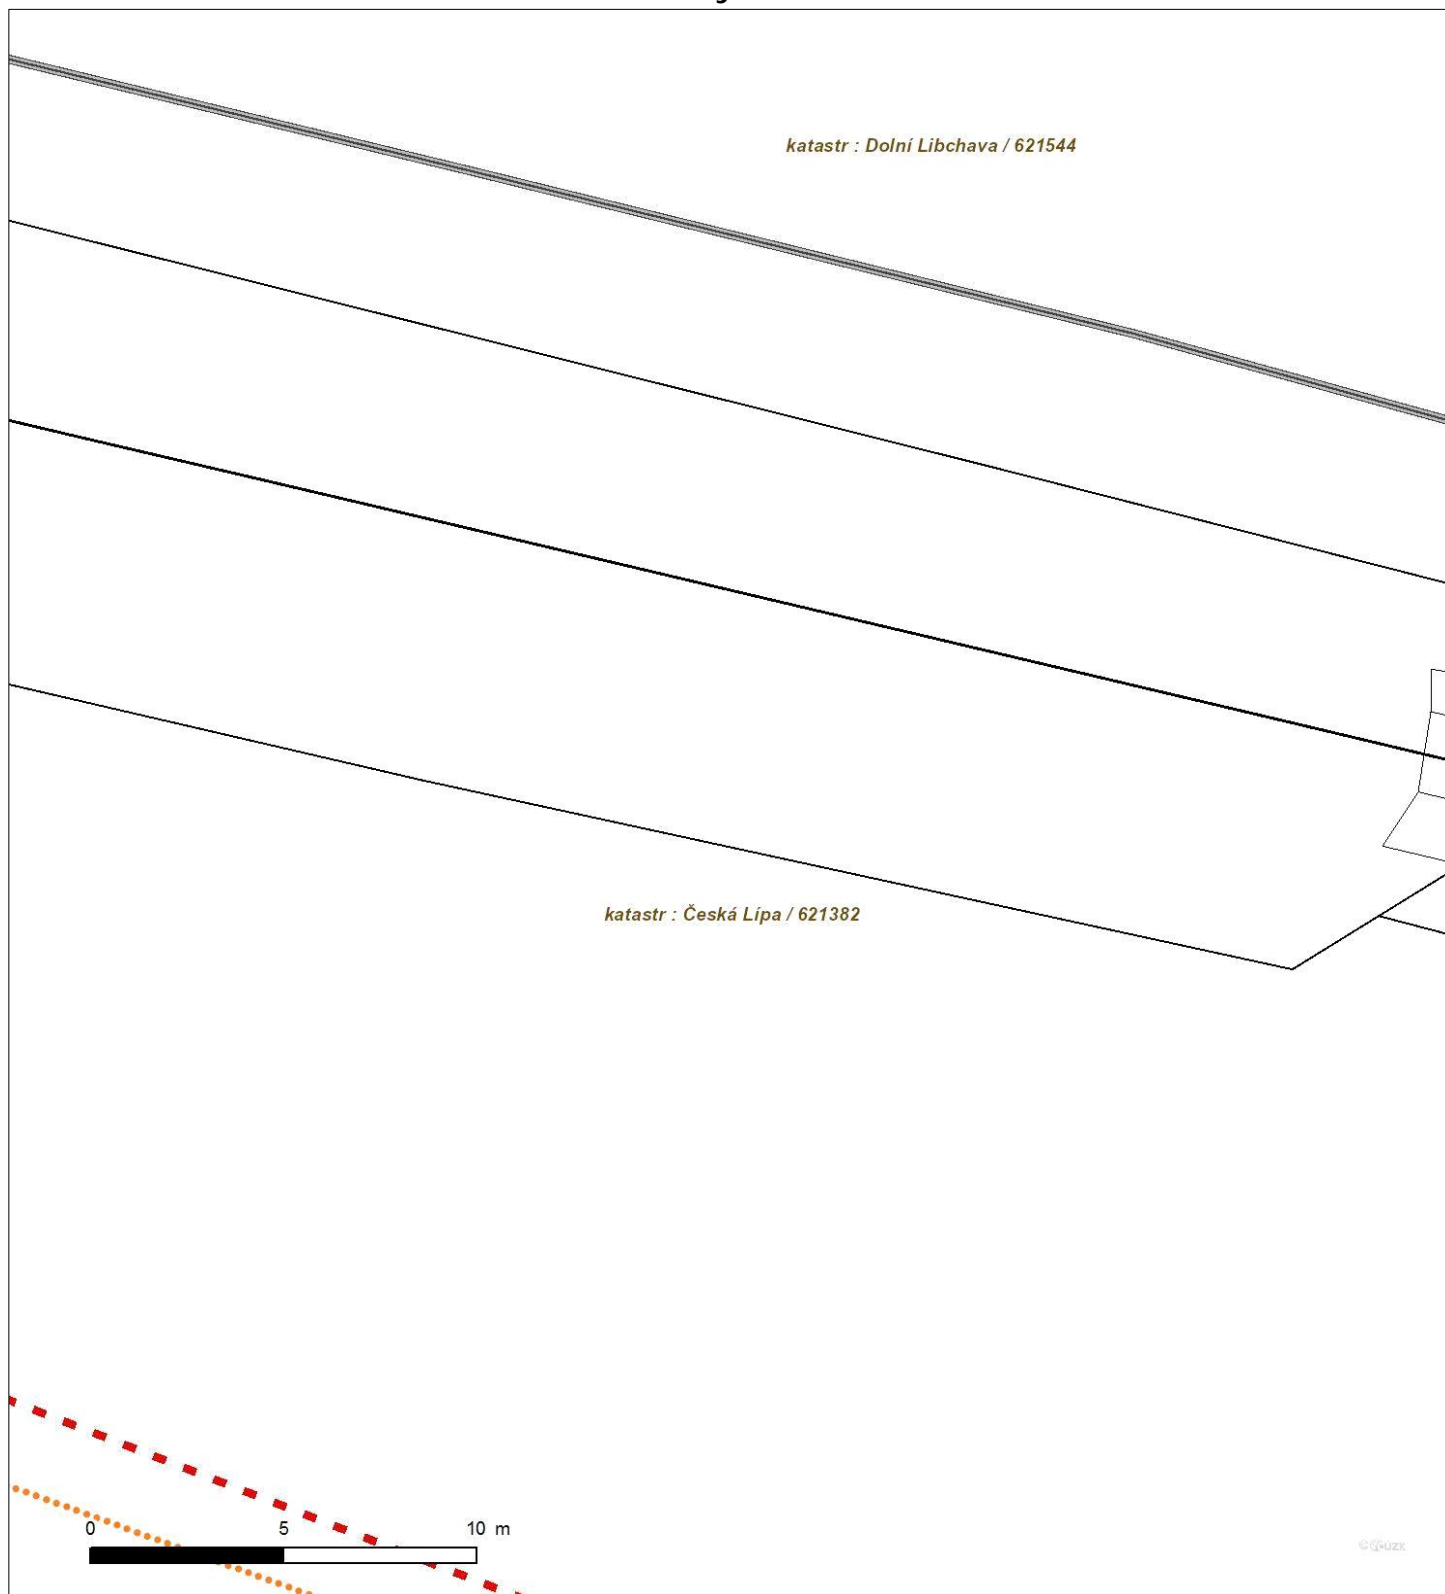 katastr : Dolní Libchava / 621544
katastr : Česká Lípa / 621382
0 5 10 m